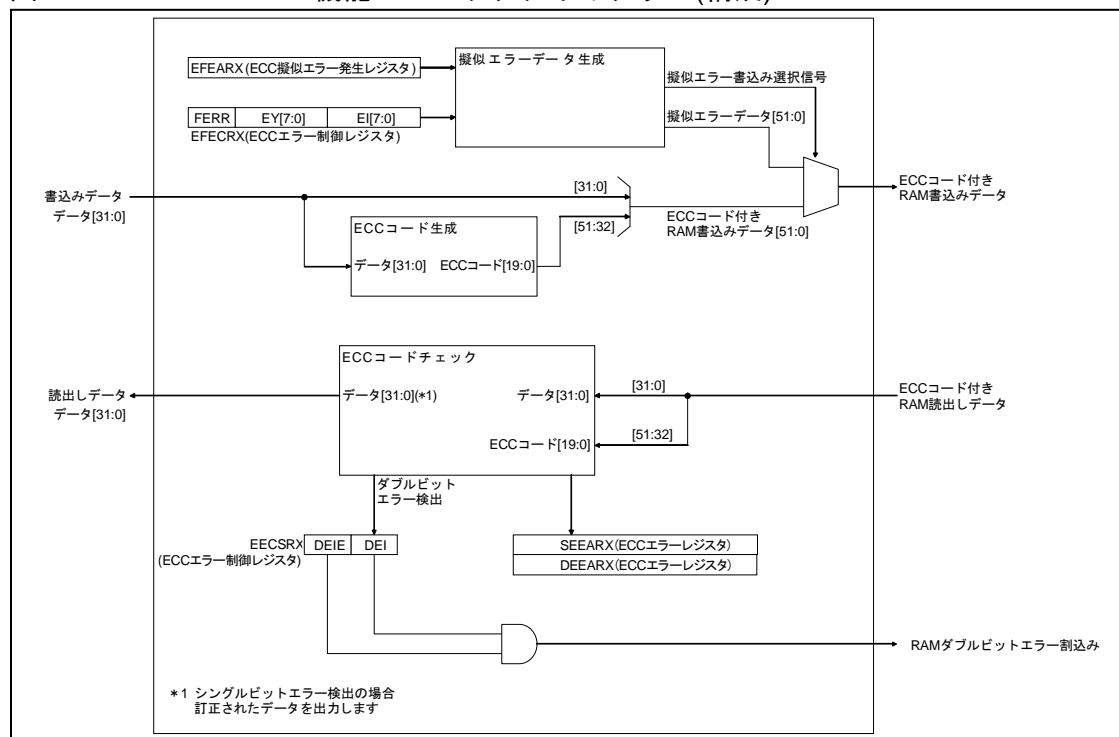 擬似エラーデータ生成
EFEARX(ECC擬似エラー発生レジスタ)
擬似エラー書込み選択信号
FERR EY[7:0] EI[7:0]
擬似エラーデータ[51:0]
EFECRX(ECCエラー制御レジスタ)
書込みデータ
データ[31:0]
[31:0]
[51:32]
ECCコード付き
RAM書込みデータ
ECCコード付き
RAM書込みデータ[51:0]
ECCコード生成
データ[31:0] ECCコード[19:0]
ECCコードチェック
読出しデータ
データ[31:0]
データ[31:0](*1)
データ[31:0]
[31:0]
ECCコード付き
RAM読出しデータ
ECCコード[19:0]
[51:32]
ダブルビット
エラー検出
EECSRX DEIE DEI
(ECCエラー制御レジスタ)
SEEARX(ECCエラーレジスタ)
DEEARX(ECCエラーレジスタ)
RAMダブルビットエラー割込み
*1 シングルビットエラー検出の場合
訂正されたデータを出力します